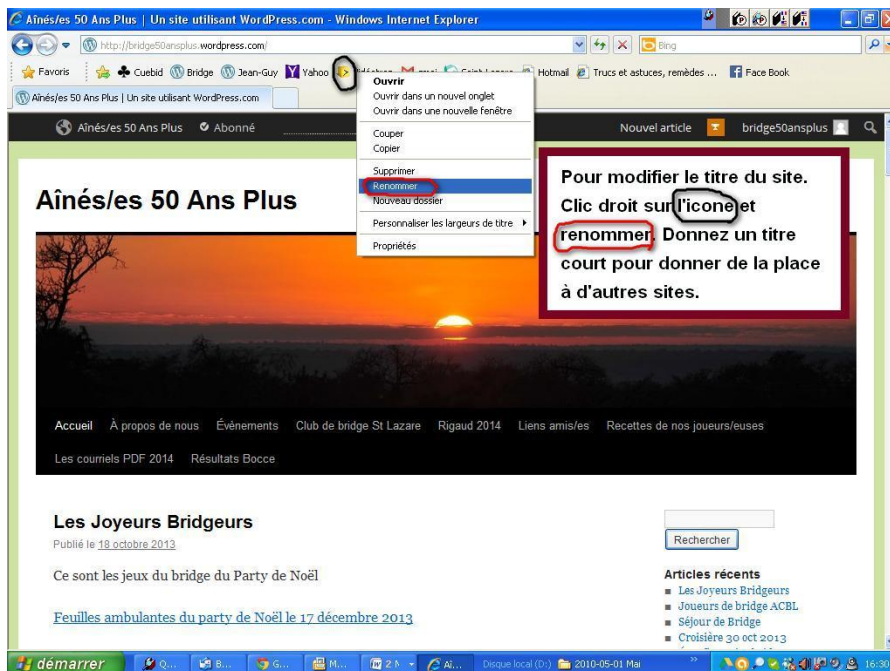 Aînés/es 50 Ans Plus | Un site utilisant WordPress.com - Windows Internet Explorer
http://bridge50ansplus.wordpress.com/
Bing
Favoris Cuebid Bridge Jean-Guy Yahoo Hotmail Trucs et astuces, remèdes ... Face Book
Aînés/es 50 Ans Plus | Un site utilisant WordPress.com
Aînés/es 50 Ans Plus Abonné Nouvel article bridge50ansplus
Ouvrir
Ouvrir dans un nouvel onglet
Ouvrir dans une nouvelle fenêtre
Couper
Copier
Supprimer
Renommer
Nouveau dossier
Personnaliser les largeurs de titre
Propriétés
Pour modifier le titre du site.
Clic droit sur l'icone et
renommer. Donnez un titre
court pour donner de la place
à d'autres sites.
Aînés/es 50 Ans Plus
Accueil À propos de nous Évènements Club de bridge St Lazare Rigaud 2014 Liens amis/es Recettes de nos joueurs/euses
Les courriels PDF 2014 Résultats Bocce
Les Joyeurs Bridgeurs
Publié le 18 octobre 2013
Ce sont les jeux du bridge du Party de Noël
Feuilles ambulantes du party de Noël le 17 décembre 2013
Rechercher
Articles récents
Les Joyeurs Bridgeurs
Joueurs de bridge ACBL
Séjour de Bridge
Croisière 30 oct 2013
démarrer Q... B... G... M... 2 N Aî... Disque local (D:) 2010-05-01 Mai 16:30